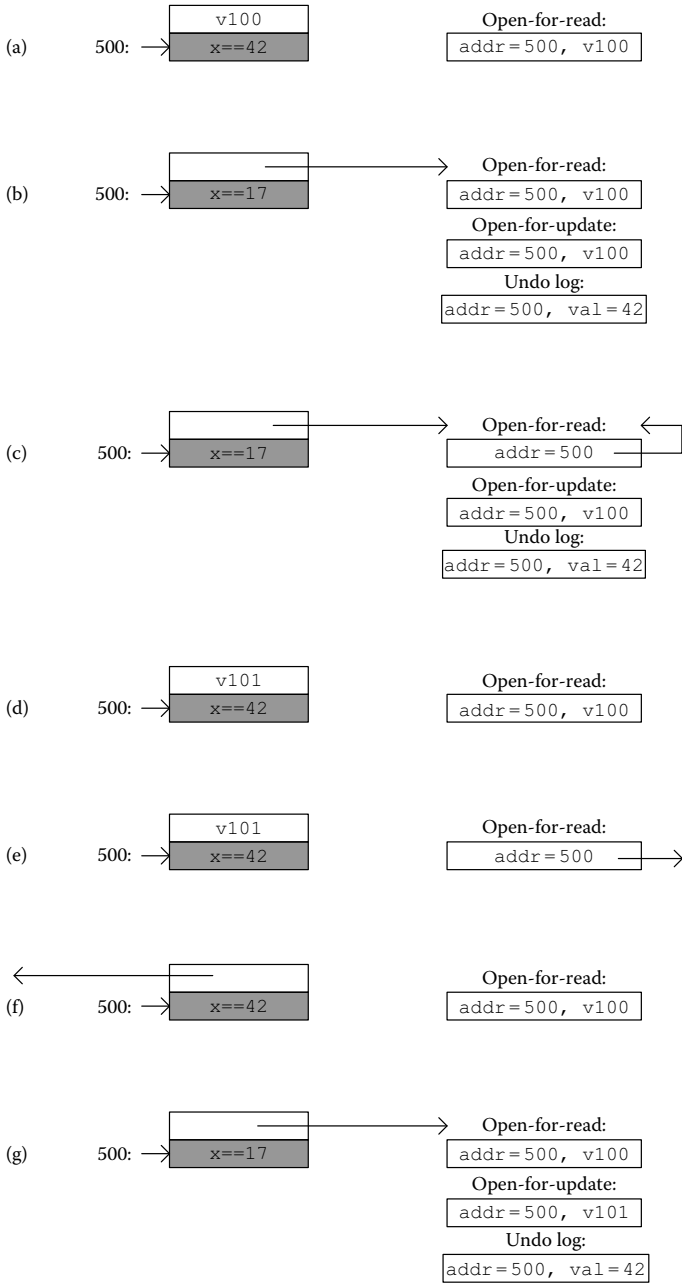 v100 Open-for-read:
(a) 500: x==42 addr=500, v100
Open-for-read:
(b) 500: x==17 addr=500, v100
Open-for-update:
addr=500, v100
Undo log:
addr=500, val=42
Open-for-read:
(c) 500: x==17 addr=500
Open-for-update:
addr=500, v100
Undo log:
addr=500, val=42
v101 Open-for-read:
(d) 500: x==42 addr=500, v100
v101 Open-for-read:
(e) 500: x==42 addr=500
Open-for-read:
(f) 500: x==42 addr=500, v100
Open-for-read:
(g) 500: x==17 addr=500, v100
Open-for-update:
addr=500, v101
Undo log:
addr=500, val=42